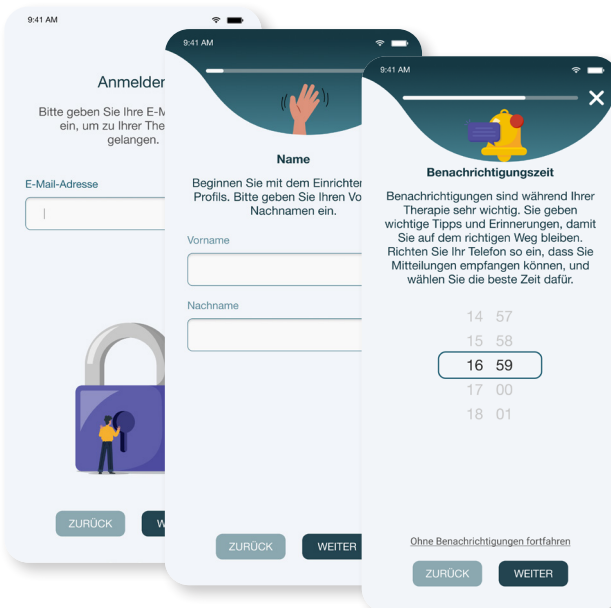 9:41 AM
Anmelden
Bitte geben Sie Ihre E-M
ein, um zu Ihrer The
gelangen.
E-Mail-Adresse
ZURÜCK
W
9:41 AM
Name
Beginnen Sie mit dem Einrichten
Profils. Bitte geben Sie Ihren Vo
Nachnamen ein.
Vorname
Nachname
ZURÜCK
WEITER
9:41 AM
Benachrichtigungszeit
Benachrichtigungen sind während Ihrer
Therapie sehr wichtig. Sie geben
wichtige Tipps und Erinnerungen, damit
Sie auf dem richtigen Weg bleiben.
Richten Sie Ihr Telefon so ein, dass Sie
Mitteilungen empfangen können, und
wählen Sie die beste Zeit dafür.
14 57
15 58
16 59
17 00
18 01
Ohne Benachrichtigungen fortfahren
ZURÜCK
WEITER